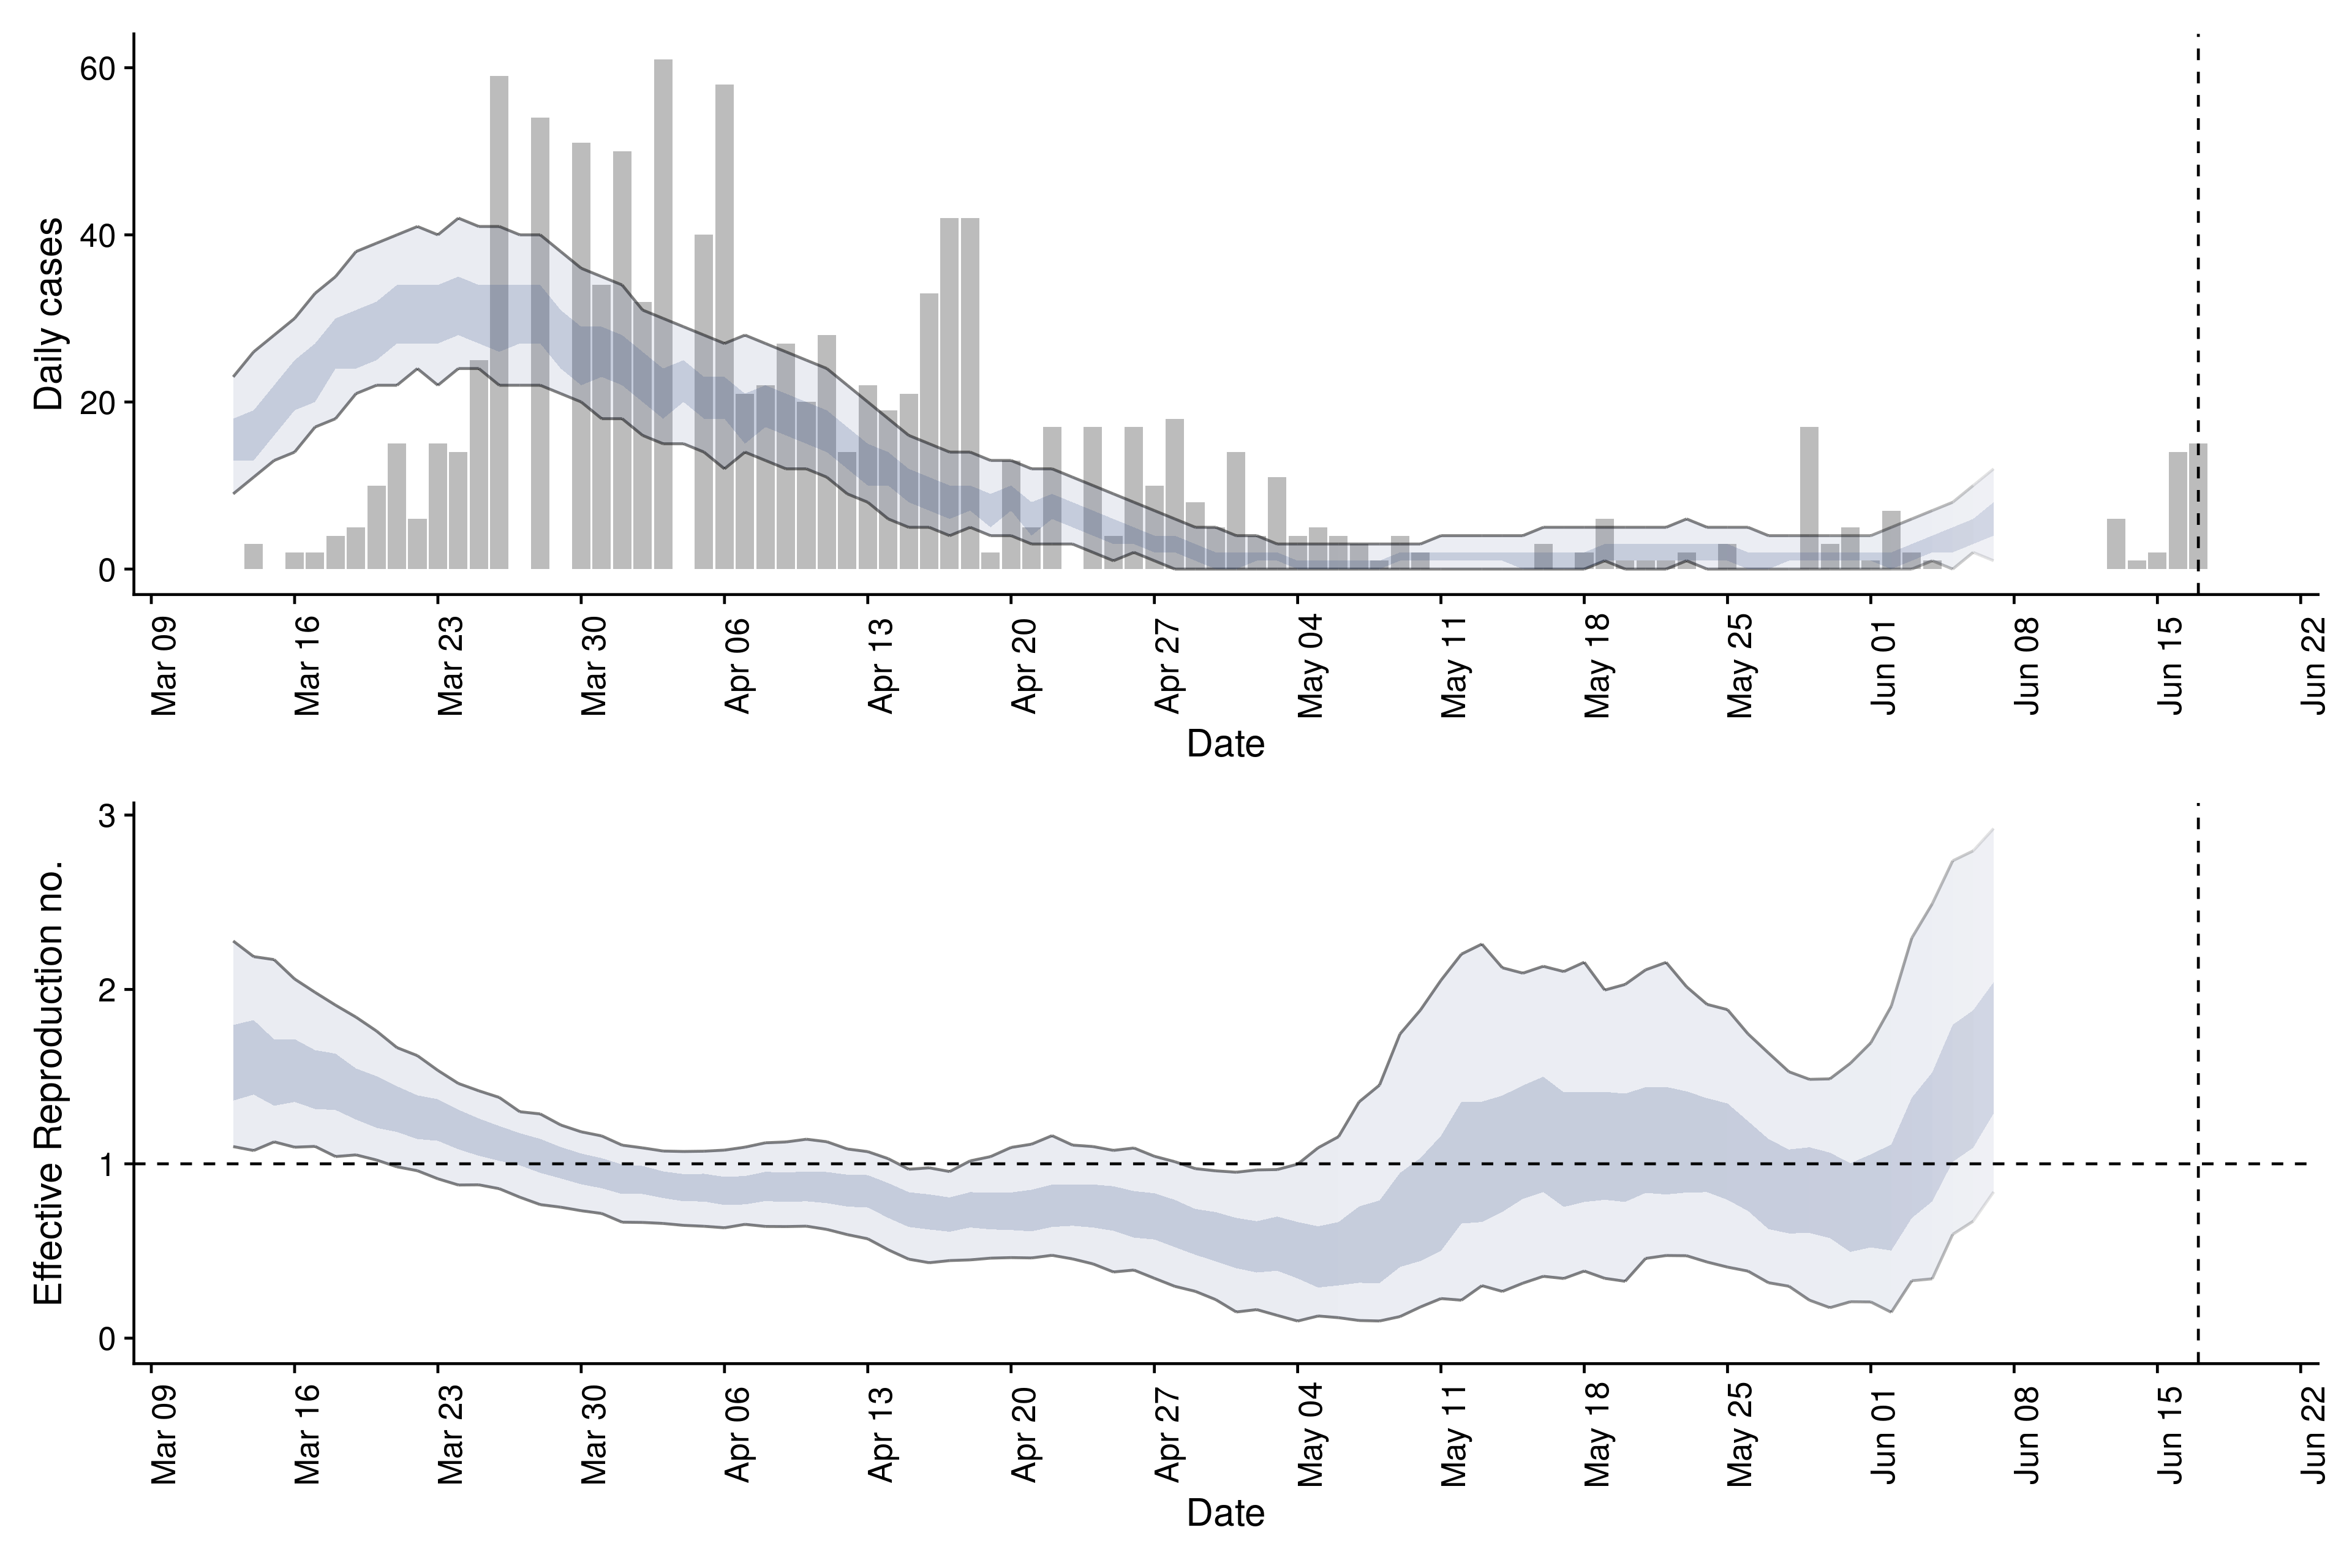 Daily cases
60
40
20
0
Mar 09
Mar 16
Mar 23
Mar 30
Apr 06
Apr 13
Apr 20
Apr 27
May 04
May 11
May 18
May 25
Jun 01
Jun 08
Jun 15
Jun 22
Date
Effective Reproduction no.
3
2
1
0
Mar 09
Mar 16
Mar 23
Mar 30
Apr 06
Apr 13
Apr 20
Apr 27
May 04
May 11
May 18
May 25
Jun 01
Jun 08
Jun 15
Jun 22
Date